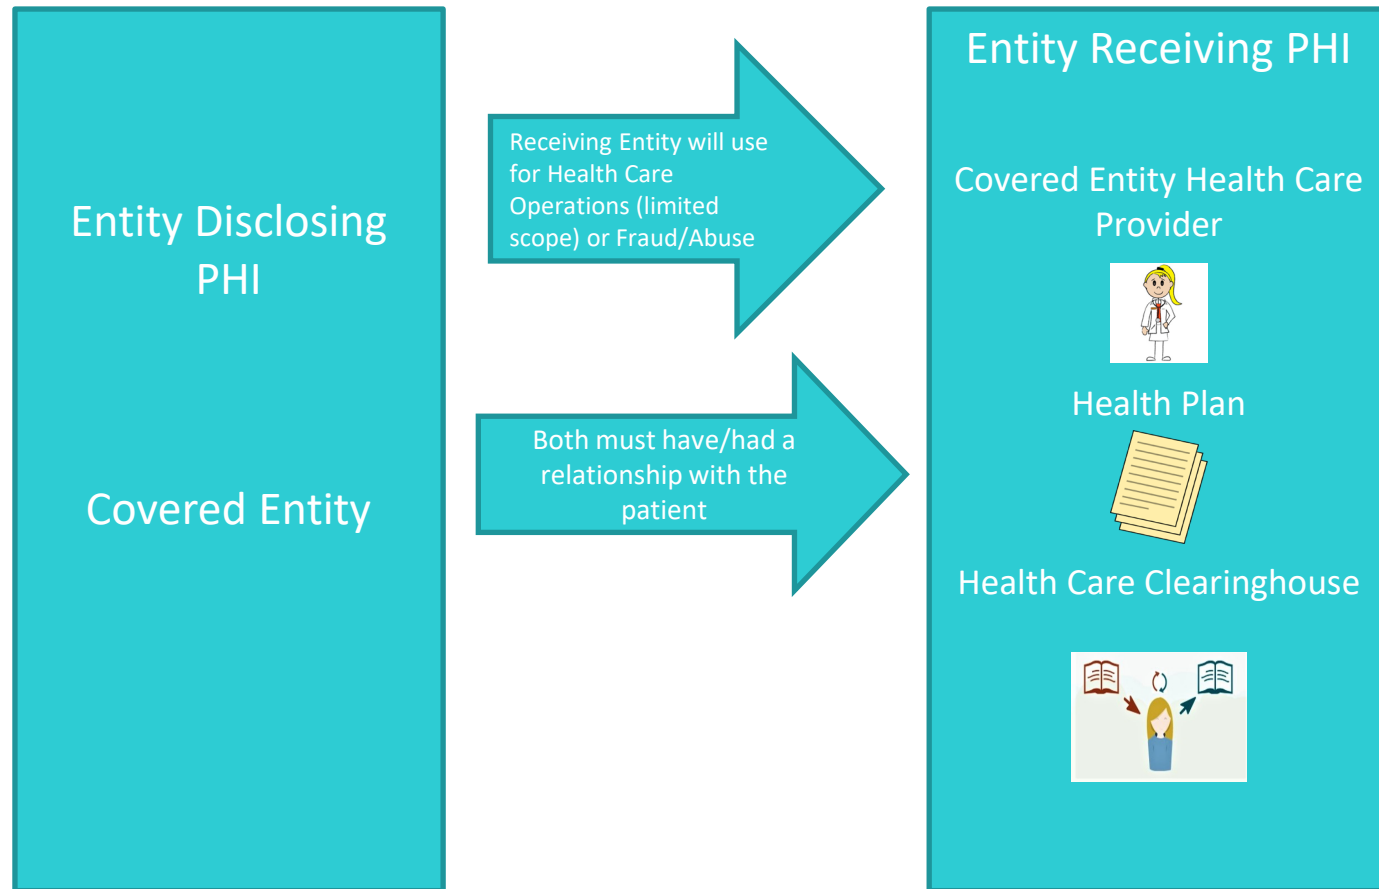 Entity Disclosing
PHI
Covered Entity
Receiving Entity will use
for Health Care
Operations (limited
scope) or Fraud/Abuse
Both must have/had a
relationship with the
patient
Entity Receiving PHI
Covered Entity Health Care
Provider
Health Plan
Health Care Clearinghouse